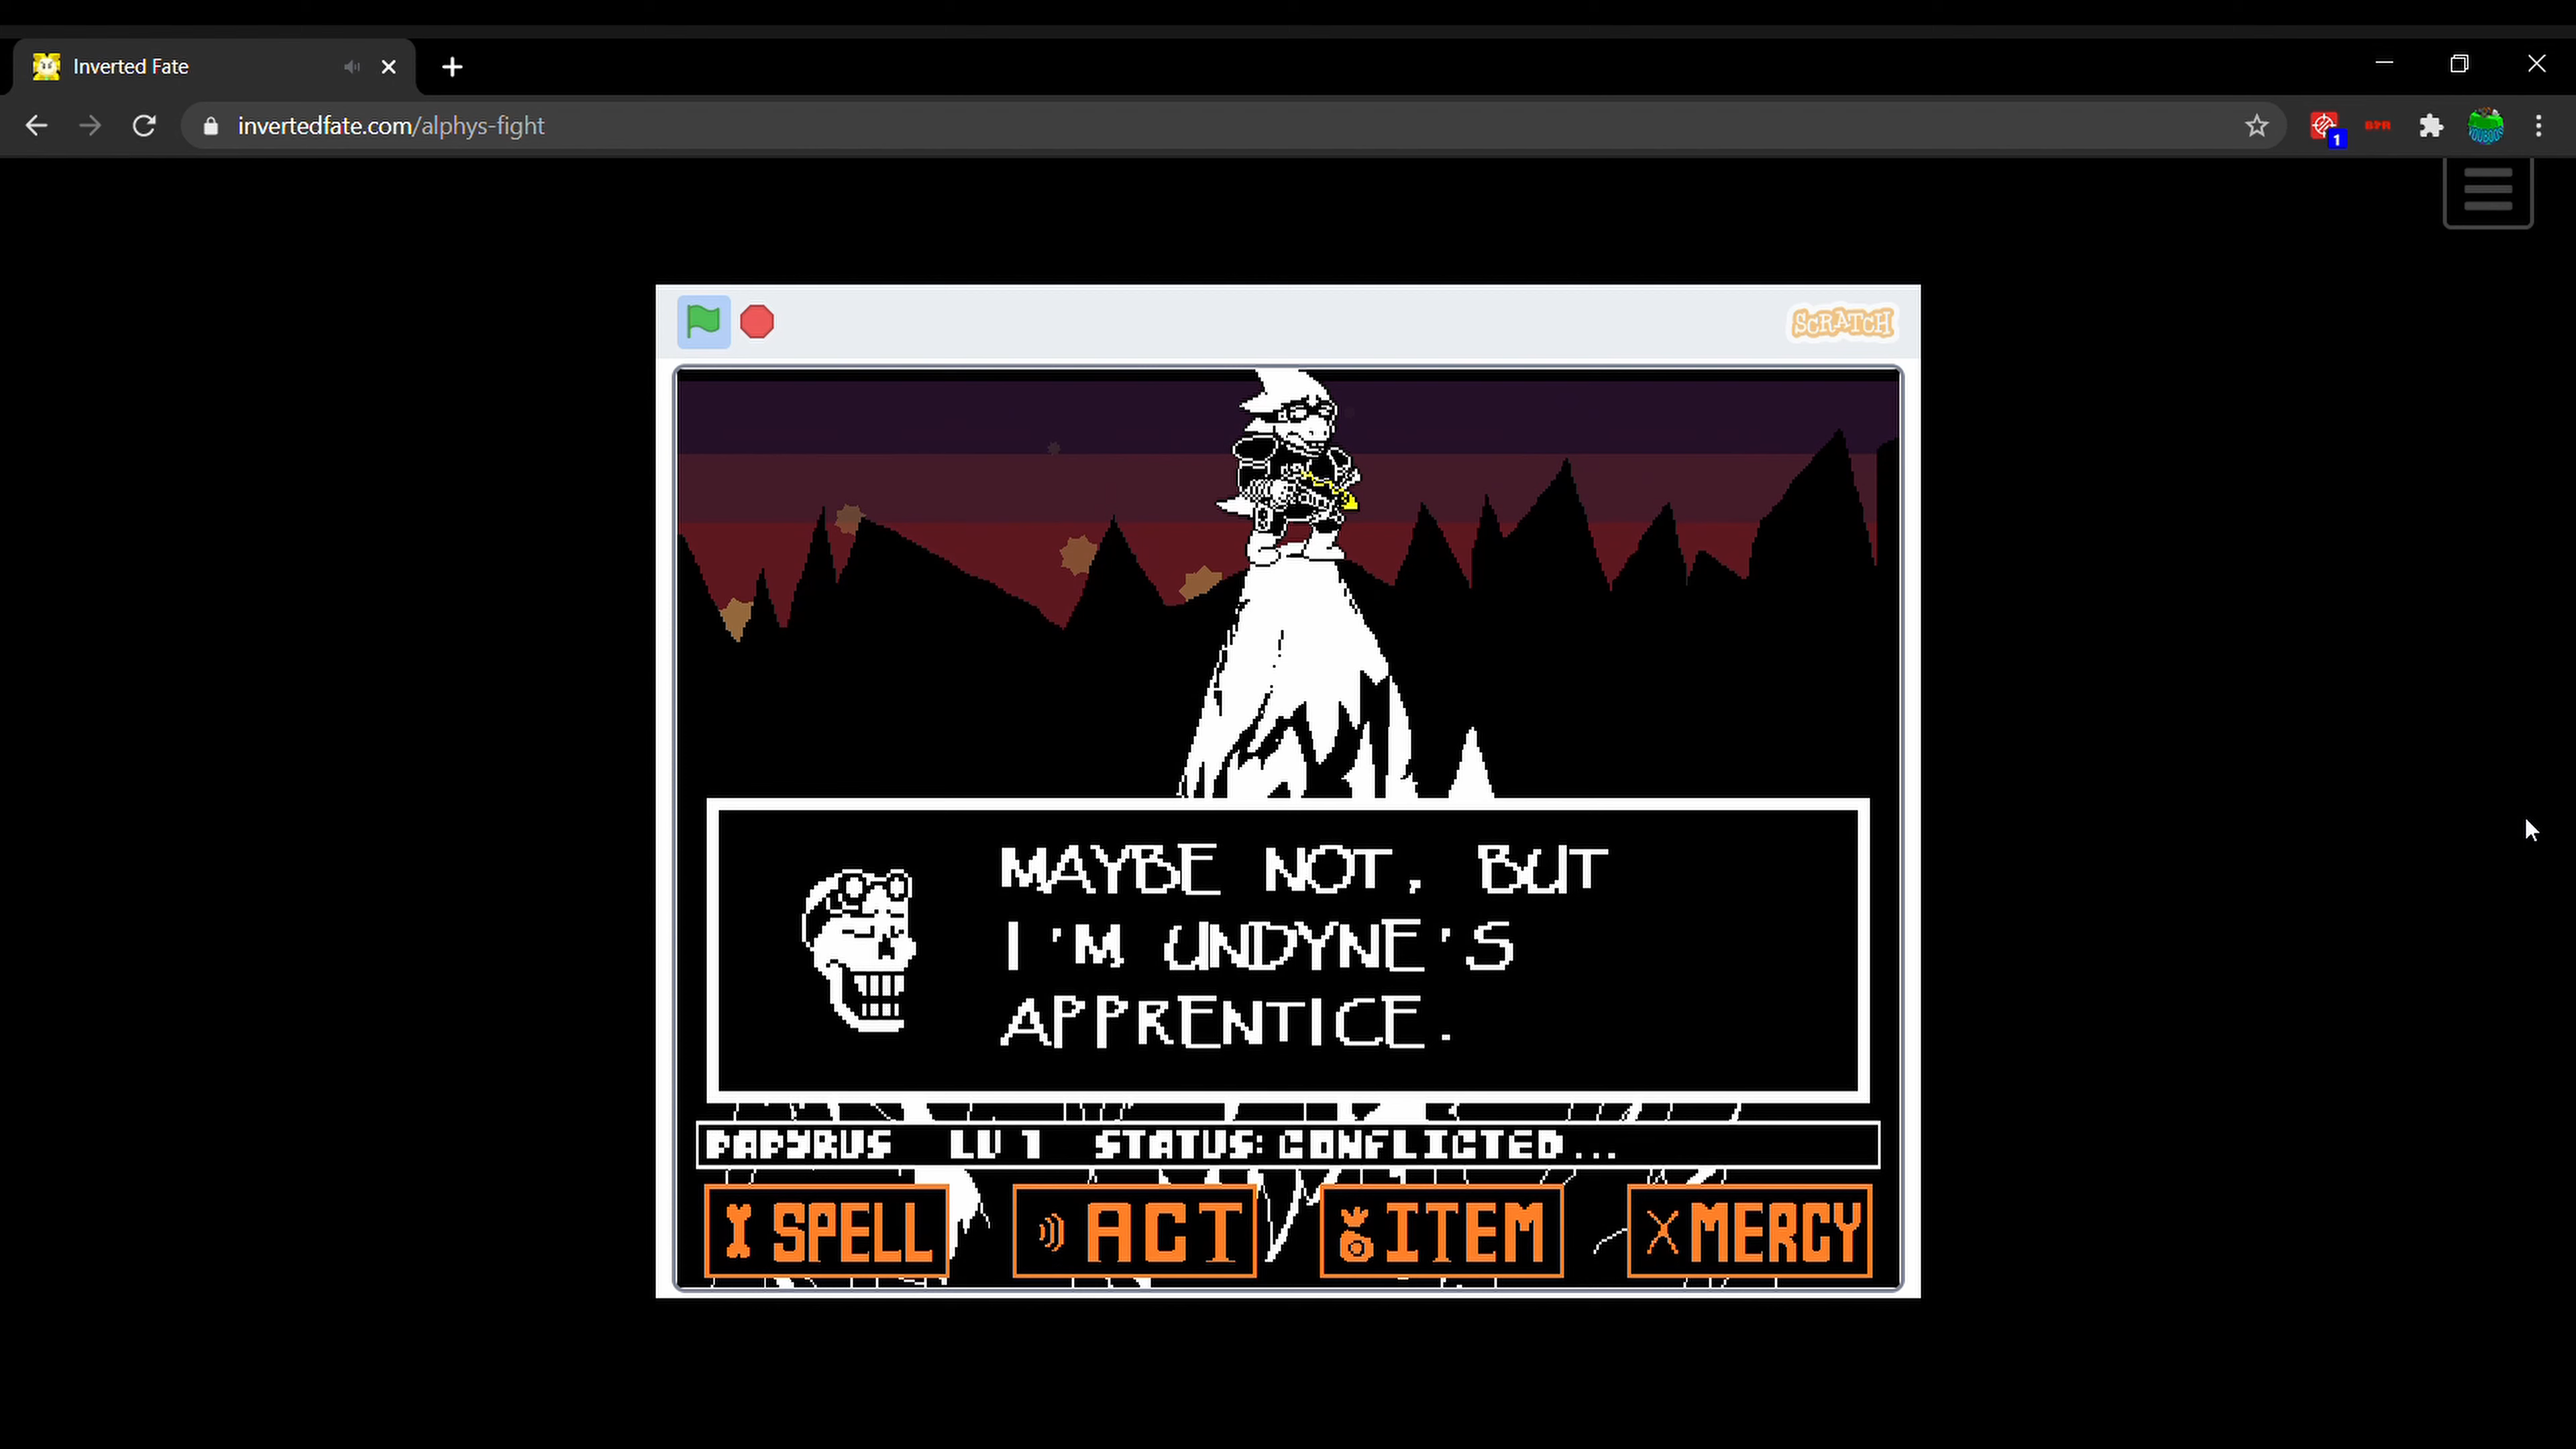 Inverted Fate
invertedfate.com/alphys-fight
1
SCRATCH
MAYBE NOT, BUT
I'M UNDYNE'S
APPRENTICE.
PAPYRUS LV 1 STATUS: CONFLICTED...
SPELL ACT ITEM MERCY